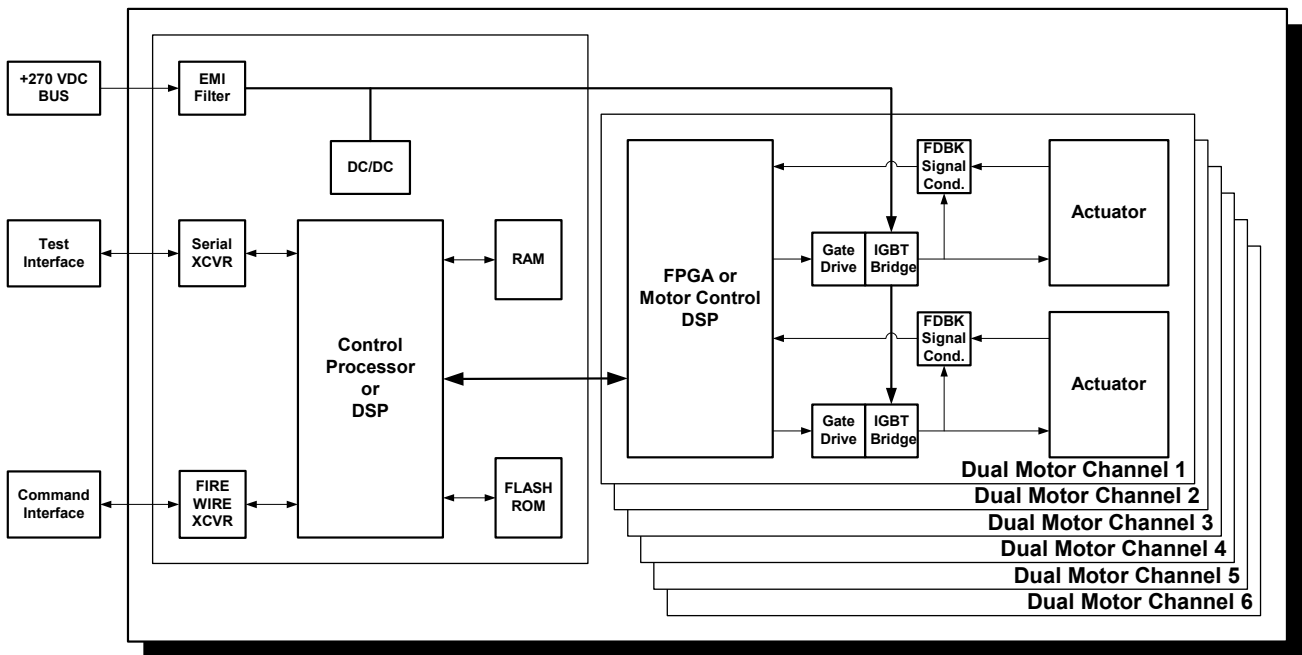 +270 VDC
BUS
EMI
Filter
DC/DC
Test
Interface
Serial
XCVR
RAM
Control
Processor
or
DSP
Command
Interface
FIRE
WIRE
XCVR
FLASH
ROM
FPGA or
Motor Control
DSP
FDBK
Signal
Cond.
Actuator
Gate
Drive
IGBT
Bridge
FDBK
Signal
Cond.
Actuator
Gate
Drive
IGBT
Bridge
Dual Motor Channel 1
Dual Motor Channel 2
Dual Motor Channel 3
Dual Motor Channel 4
Dual Motor Channel 5
Dual Motor Channel 6